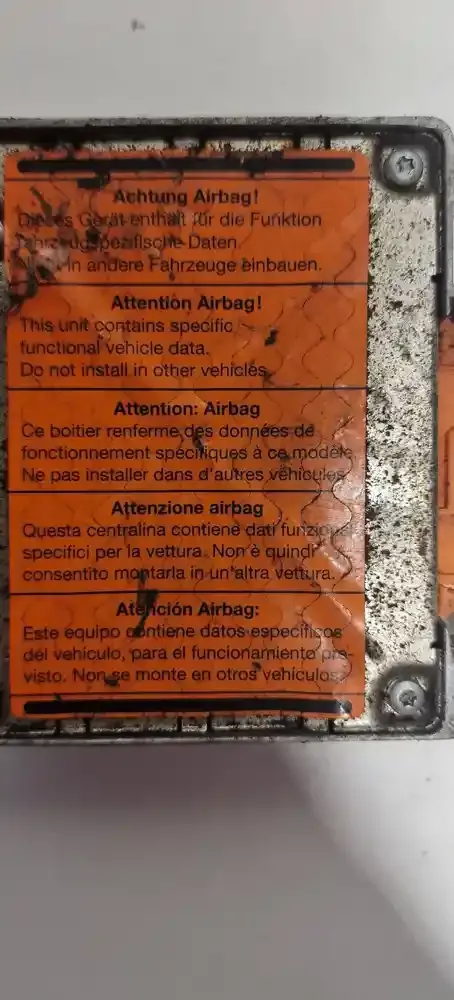 Achtung Airbag!
Dieses Gerät enthält für die Funktion
fahrzeugspezifische Daten.
in andere Fahrzeuge einbauen.
Attention Airbag!
This unit contains specific
functional vehicle data.
Do not install in other vehicles.
Attention: Airbag
Ce boitier renferme des données de
fonctionnement spécifiques à ce modèle.
Ne pas installer dans d'autres véhicules.
Attenzione airbag
Questa centralina contiene dati funzional
specifici per la vettura. Non è quindi
consentito montarla in un'altra vettura.
Atención Airbag:
Este equipo contiene datos específicos
del vehículo, para el funcionamiento pre-
visto. Non se monte en otros vehículos.